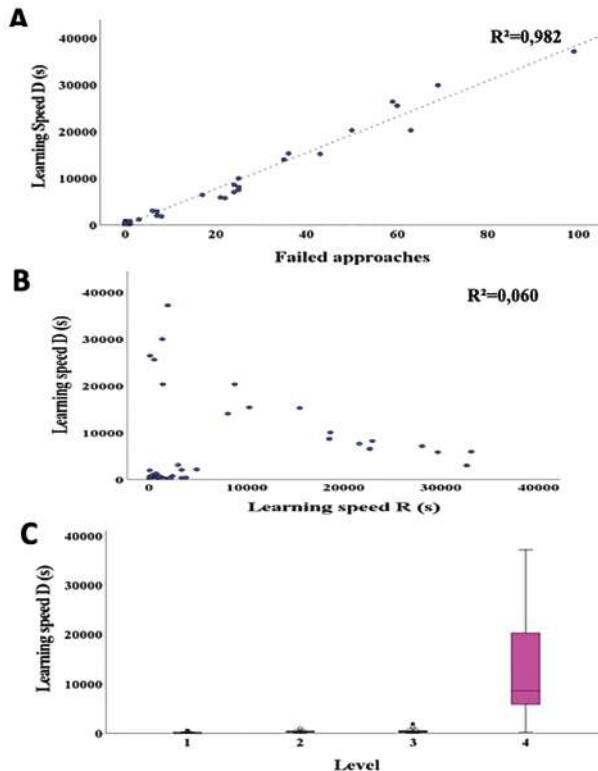 A
Learning Speed D (s)
40000
30000
20000
10000
0
R²=0,982
0 20 40 60 80 100
Failed approaches
B
Learning speed D (s)
40000
30000
20000
10000
0
R²=0,060
0 10000 20000 30000 40000
Learning speed R (s)
C
Learning speed D (s)
40000
30000
20000
10000
0
1 2 3 4
Level